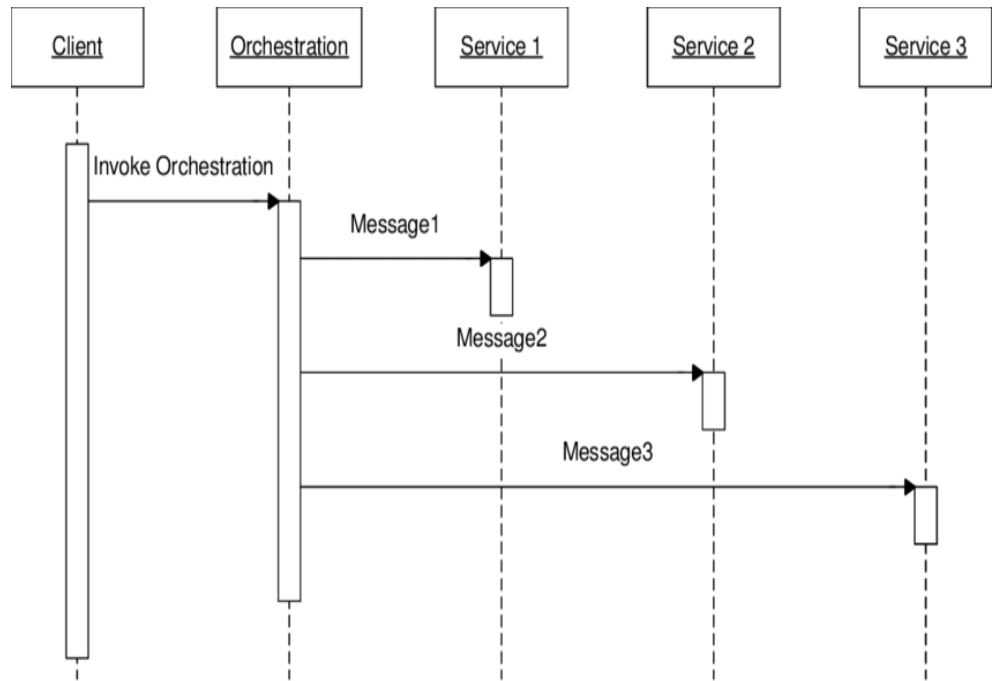 Client
Orchestration
Service 1
Service 2
Service 3
Invoke Orchestration
Message1
Message2
Message3